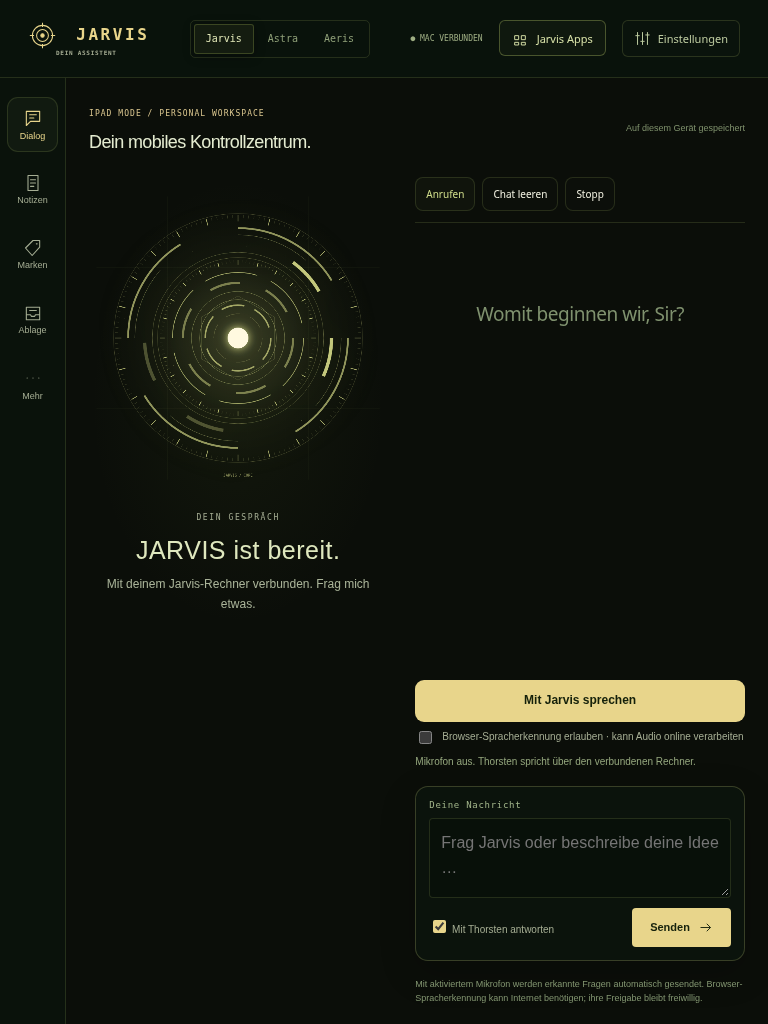 JARVIS
DEIN ASSISTENT
Jarvis
Astra
Aeris
MAC VERBUNDEN
Jarvis Apps
Einstellungen
Dialog
Notizen
Marken
Ablage
Mehr
IPAD MODE / PERSONAL WORKSPACE
Dein mobiles Kontrollzentrum.
Auf diesem Gerät gespeichert
DEIN GESPRÄCH
JARVIS ist bereit.
Mit deinem Jarvis-Rechner verbunden. Frag mich
etwas.
Anrufen
Chat leeren
Stopp
Womit beginnen wir, Sir?
Mit Jarvis sprechen
Browser-Spracherkennung erlauben · kann Audio online verarbeiten
Mikrofon aus. Thorsten spricht über den verbundenen Rechner.
Deine Nachricht
Frag Jarvis oder beschreibe deine Idee
…
Mit Thorsten antworten
Senden →
Mit aktiviertem Mikrofon werden erkannte Fragen automatisch gesendet. Browser-
Spracherkennung kann Internet benötigen; ihre Freigabe bleibt freiwillig.